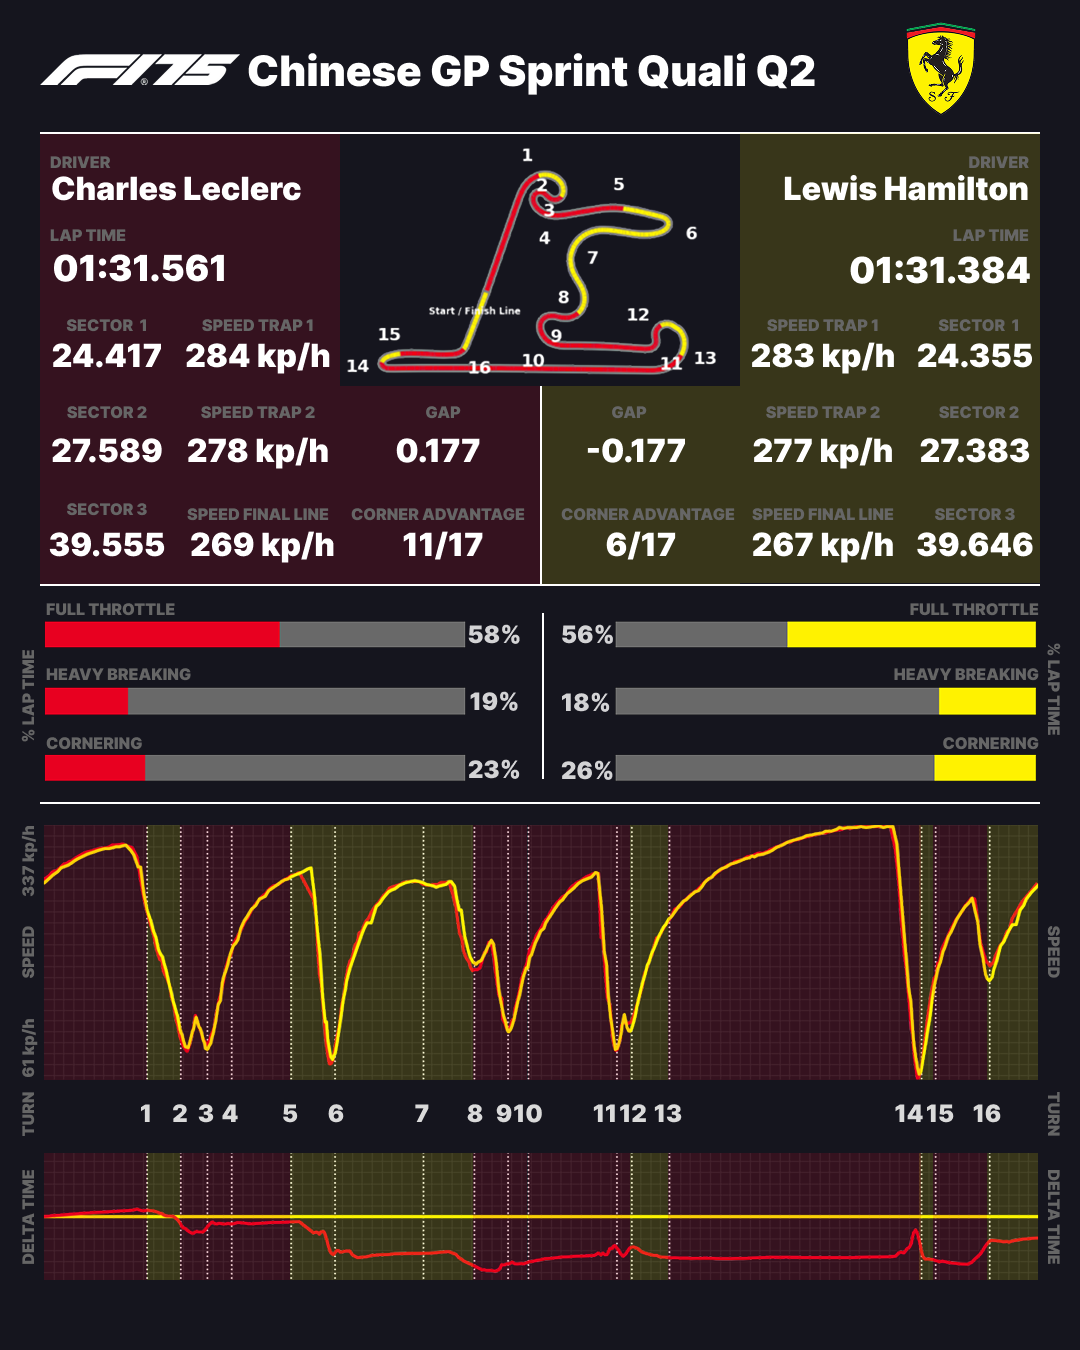 F1 75 ® Chinese GP Sprint Quali Q2
S F
DRIVER
Charles Leclerc
LAP TIME
01:31.561
SECTOR 1 SPEED TRAP 1
24.417 284 kp/h
SECTOR 2 SPEED TRAP 2 GAP
27.589 278 kp/h 0.177
SECTOR 3 SPEED FINAL LINE CORNER ADVANTAGE
39.555 269 kp/h 11/17
1
2
3
4
5
6
7
8
9
10
11
12
13
14
15
16
Start / Finish Line
DRIVER
Lewis Hamilton
LAP TIME
01:31.384
SPEED TRAP 1 SECTOR 1
283 kp/h 24.355
GAP SPEED TRAP 2 SECTOR 2
-0.177 277 kp/h 27.383
CORNER ADVANTAGE SPEED FINAL LINE SECTOR 3
6/17 267 kp/h 39.646
% LAP TIME
FULL THROTTLE
58%
HEAVY BREAKING
19%
CORNERING
23%
FULL THROTTLE
56%
HEAVY BREAKING
18%
CORNERING
26%
% LAP TIME
337 kp/h
SPEED
61 kp/h
SPEED
TURN 1 2 3 4 5 6 7 8 9 10 11 12 13 14 15 16 TURN
DELTA TIME
DELTA TIME